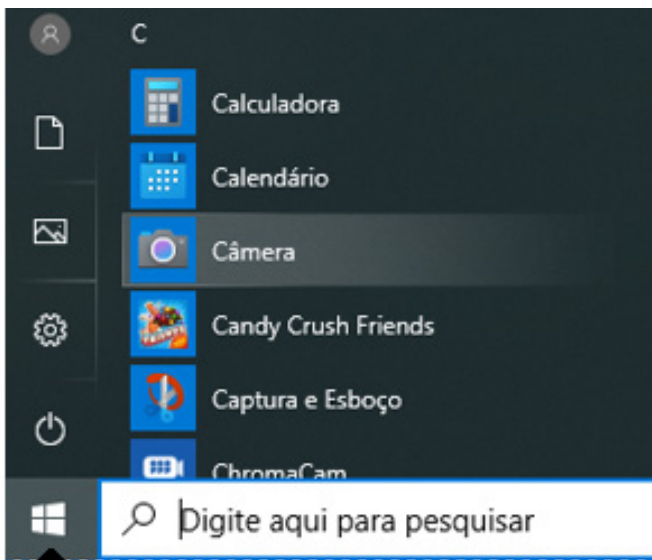 C
Calculadora
Calendário
Câmera
Candy Crush Friends
Captura e Esboço
ChromaCam
Digite aqui para pesquisar